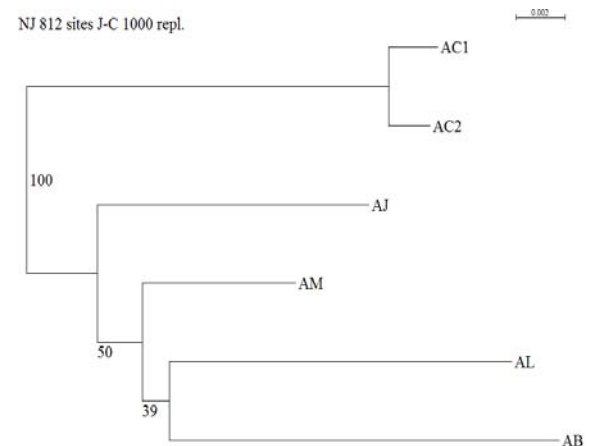 NJ 812 sites J-C 1000 repl.
0.002
AC1
AC2
100
AJ
AM
50
AL
39
AB